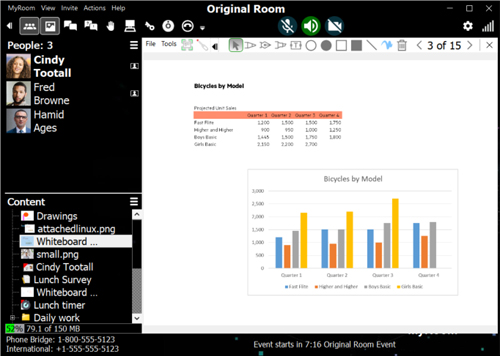 MyRoom View Invite Actions Help
Original Room
People: 3
Cindy
Tootall
Fred
Browne
Hamid
Ages
Content
Drawings
attachedlinux.png
Whiteboard ...
small.png
Cindy Tootall
Lunch Survey
Whiteboard ...
Lunch timer
Daily work
52% 79.1 of 150 MB
Phone Bridge: 1-800-555-5123
International: +1-555-555-5123
File Tools
3 of 15
Bicycles by Model
Projected Unit Sales
Quarter 1 Quarter 2 Quarter 3 Quarter 4
Fast Flits 1,200 1,500 1,500 1,750
Higher and Higher 900 950 1,000 1,250
Boys Basic 1,445 1,500 1,750 1,800
Girls Basic 2,150 2,200 2,700
Bicycles by Model
3,000
2,500
2,000
1,500
1,000
500
0
Quarter 1 Quarter 2 Quarter 3 Quarter 4
Fast Flits Higher and Higher Boys Basic Girls Basic
Event starts in 7:16 Original Room Event